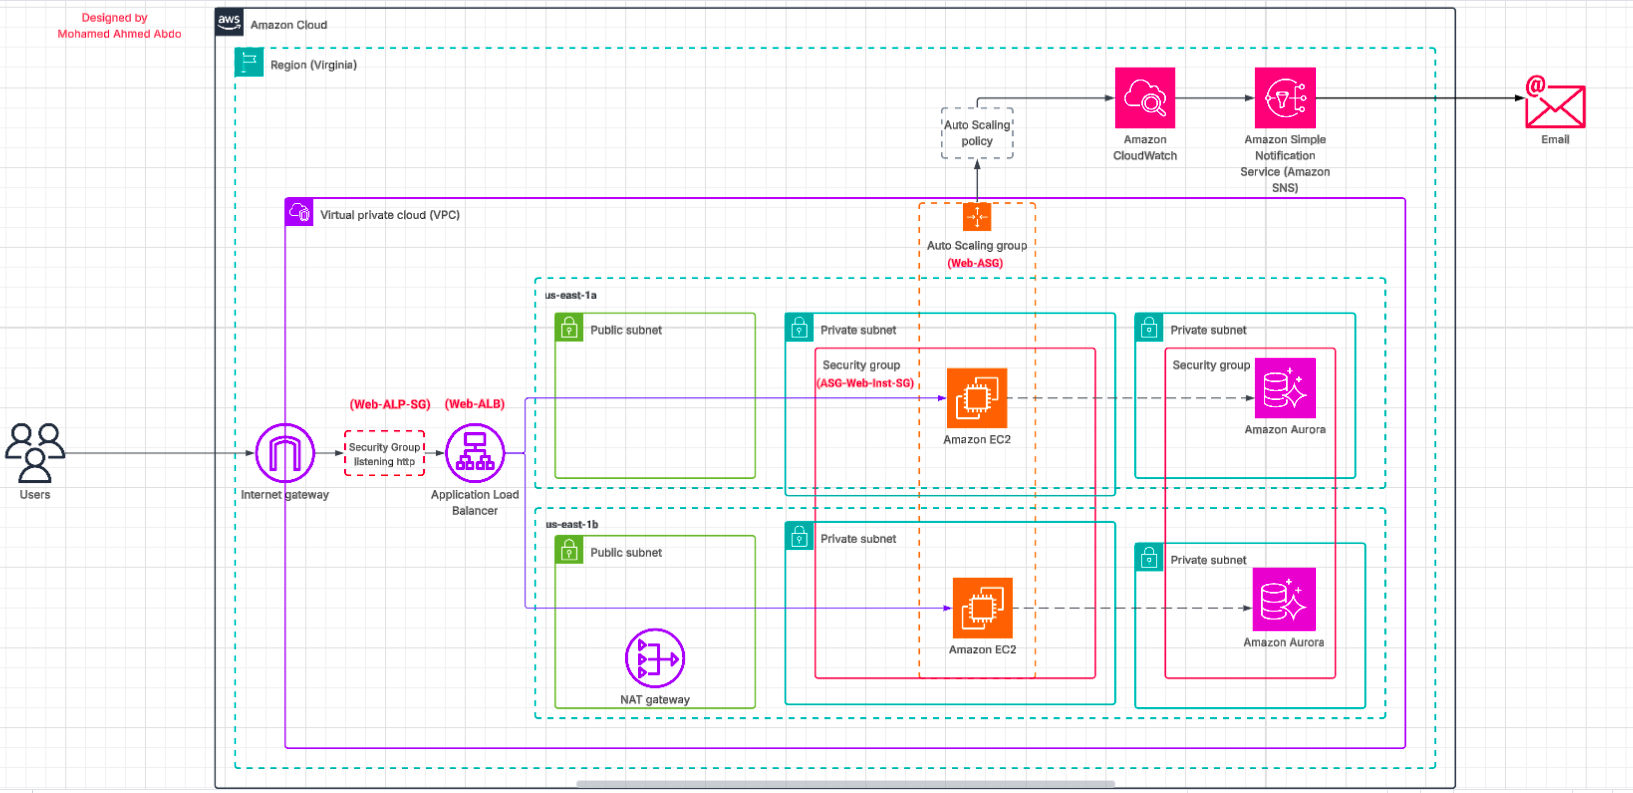 Designed by
Mohamed Ahmed Abdo
aws
Amazon Cloud
Region (Virginia)
Auto Scaling
policy
Amazon
CloudWatch
Amazon Simple
Notification
Service (Amazon
SNS)
@
Email
Virtual private cloud (VPC)
Auto Scaling group
(Web-ASG)
us-east-1a
Public subnet
Private subnet
Private subnet
Security group
(ASG-Web-Inst-SG)
Security group
Amazon EC2
Amazon Aurora
(Web-ALP-SG)
(Web-ALB)
Security Group
listening http
Users
Internet gateway
Application Load
Balancer
us-east-1b
Public subnet
Private subnet
Private subnet
Amazon EC2
Amazon Aurora
NAT gateway